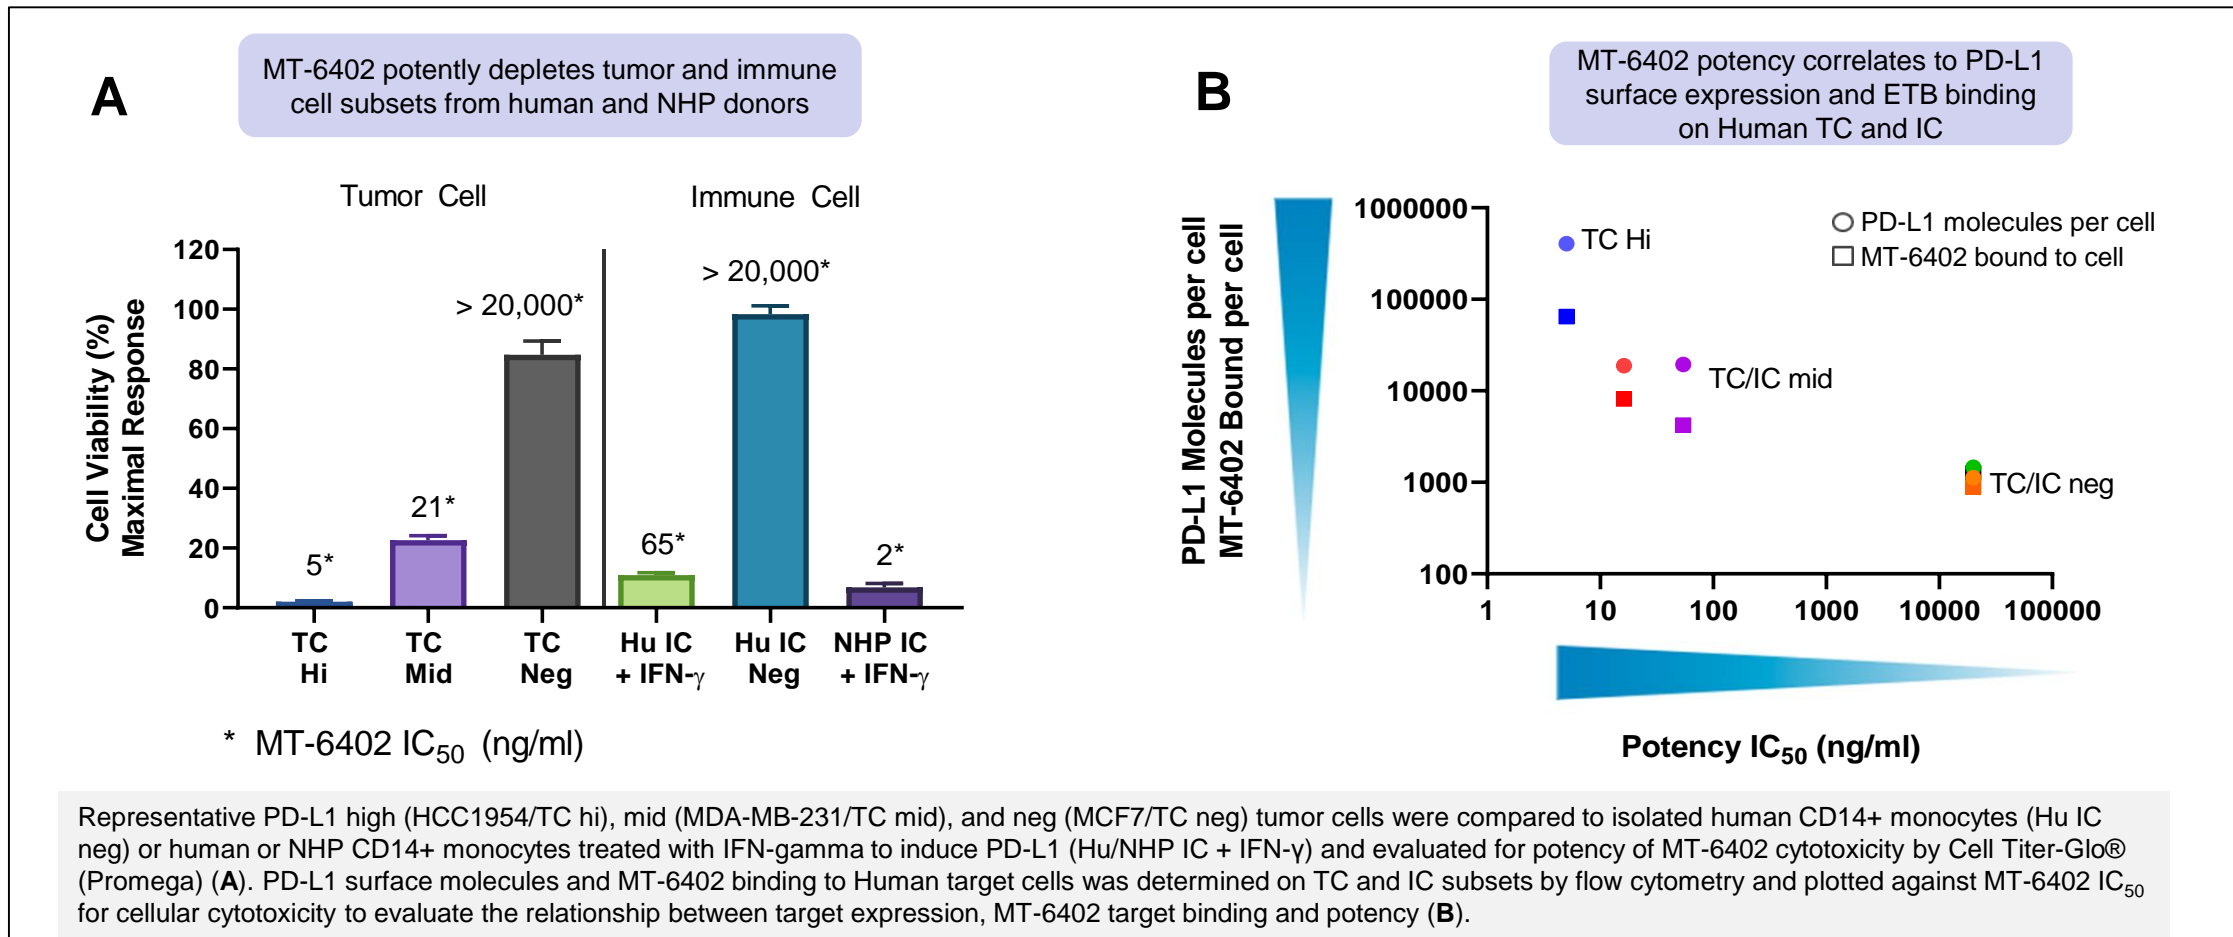 A
MT-6402 potently depletes tumor and immune
cell subsets from human and NHP donors
Tumor Cell
Immune Cell
Cell Viability (%)
Maximal Response
120
100
80
60
40
20
0
5*
21*
> 20,000*
65*
> 20,000*
2*
TC
Hi
TC
Mid
TC
Neg
Hu IC
+ IFN-γ
Hu IC
Neg
NHP IC
+ IFN-γ
* MT-6402 IC₅₀ (ng/ml)
B
MT-6402 potency correlates to PD-L1
surface expression and ETB binding
on Human TC and IC
PD-L1 Molecules per cell
MT-6402 Bound per cell
1000000
100000
10000
1000
100
1
10
100
1000
10000
100000
TC Hi
TC/IC mid
TC/IC neg
PD-L1 molecules per cell
MT-6402 bound to cell
Potency IC₅₀ (ng/ml)
Representative PD-L1 high (HCC1954/TC hi), mid (MDA-MB-231/TC mid), and neg (MCF7/TC neg) tumor cells were compared to isolated human CD14+ monocytes (Hu IC
neg) or human or NHP CD14+ monocytes treated with IFN-gamma to induce PD-L1 (Hu/NHP IC + IFN-γ) and evaluated for potency of MT-6402 cytotoxicity by Cell Titer-Glo®
(Promega) (A). PD-L1 surface molecules and MT-6402 binding to Human target cells was determined on TC and IC subsets by flow cytometry and plotted against MT-6402 IC₅₀
for cellular cytotoxicity to evaluate the relationship between target expression, MT-6402 target binding and potency (B).